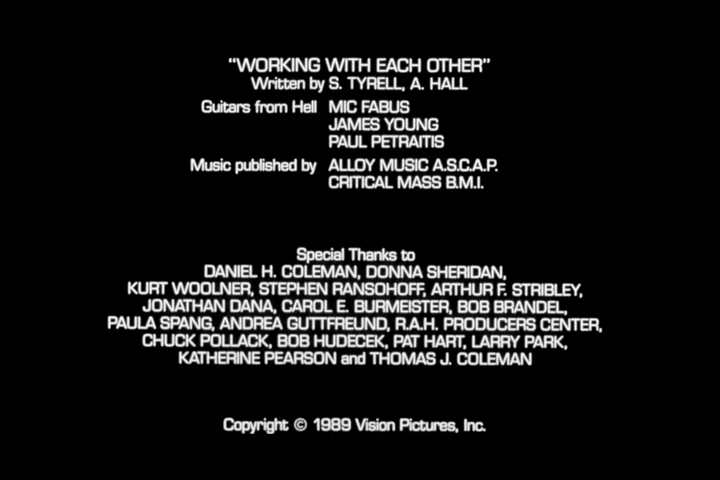 "WORKING WITH EACH OTHER"
Written by S. TYRELL, A. HALL
Guitars from Hell MIC FABUS
JAMES YOUNG
PAUL PETRAITIS
Music published by ALLOY MUSIC A.S.C.A.P.
CRITICAL MASS B.M.I.
Special Thanks to
DANIEL H. COLEMAN, DONNA SHERIDAN,
KURT WOOLNER, STEPHEN RANSOHOFF, ARTHUR F. STRIBLEY,
JONATHAN DANA, CAROL E. BURMEISTER, BOB BRANDEL,
PAULA SPANG, ANDREA GUTTFREUND, R.A.H. PRODUCERS CENTER,
CHUCK POLLACK, BOB HUDECEK, PAT HART, LARRY PARK,
KATHERINE PEARSON and THOMAS J. COLEMAN
Copyright © 1989 Vision Pictures, Inc.